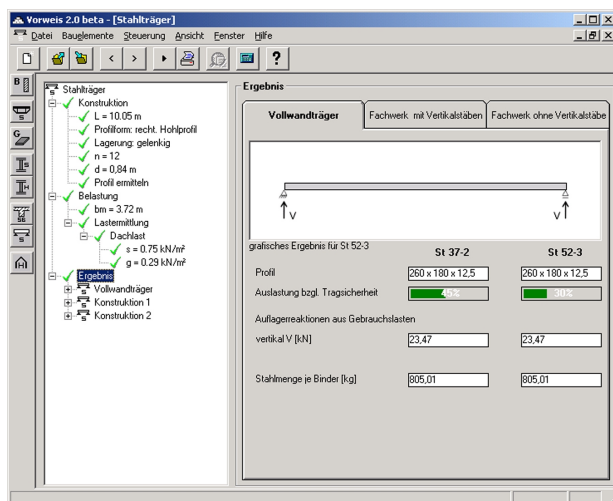 Vorweis 2.0 beta - [Stahlträger]
Datei Bauelemente Steuerung Ansicht Fenster Hilfe
Stahlträger
Konstruktion
L = 10.05 m
Profilform: recht. Hohlprofil
Lagerung: gelenkig
n = 12
d = 0,84 m
Profil ermitteln
Belastung
bm = 3.72 m
Lastermittlung
Dachlast
s = 0.75 kN/m²
g = 0.29 kN/m²
Ergebnis
Vollwandträger
Konstruktion 1
Konstruktion 2
Ergebnis
Vollwandträger Fachwerk mit Vertikalstäben Fachwerk ohne Vertikalstäbe
V V
grafisches Ergebnis für St 52-3
St 37-2 St 52-3
Profil 260 x 180 x 12,5 260 x 180 x 12,5
Auslastung bzgl. Tragsicherheit 45% 30%
Auflagerreaktionen aus Gebrauchslasten
vertikal V [kN] 23,47 23,47
Stahlmenge je Binder [kg] 805,01 805,01